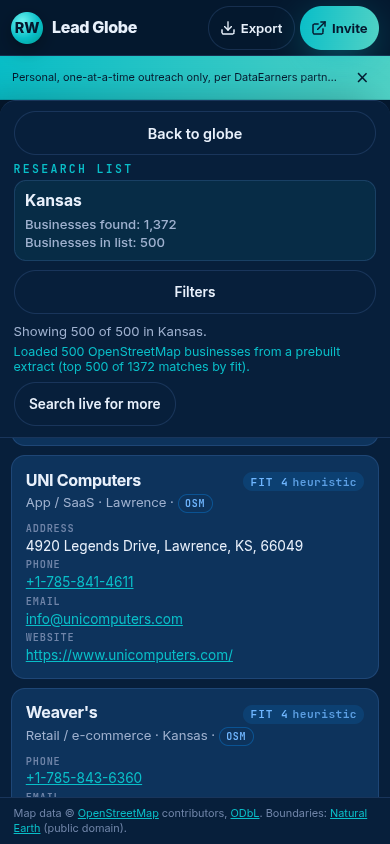 RW Lead Globe Export Invite
Personal, one-at-a-time outreach only, per DataEarners partn... ✕
Back to globe
RESEARCH LIST
Kansas
Businesses found: 1,372
Businesses in list: 500
Filters
Showing 500 of 500 in Kansas.
Loaded 500 OpenStreetMap businesses from a prebuilt
extract (top 500 of 1372 matches by fit).
Search live for more
UNI Computers FIT 4 heuristic
App / SaaS · Lawrence · OSM
ADDRESS
4920 Legends Drive, Lawrence, KS, 66049
PHONE
+1-785-841-4611
EMAIL
info@unicomputers.com
WEBSITE
https://www.unicomputers.com/
Weaver's FIT 4 heuristic
Retail / e-commerce · Kansas · OSM
PHONE
+1-785-843-6360
EMAIL
Map data © OpenStreetMap contributors, ODbL. Boundaries: Natural
Earth (public domain).